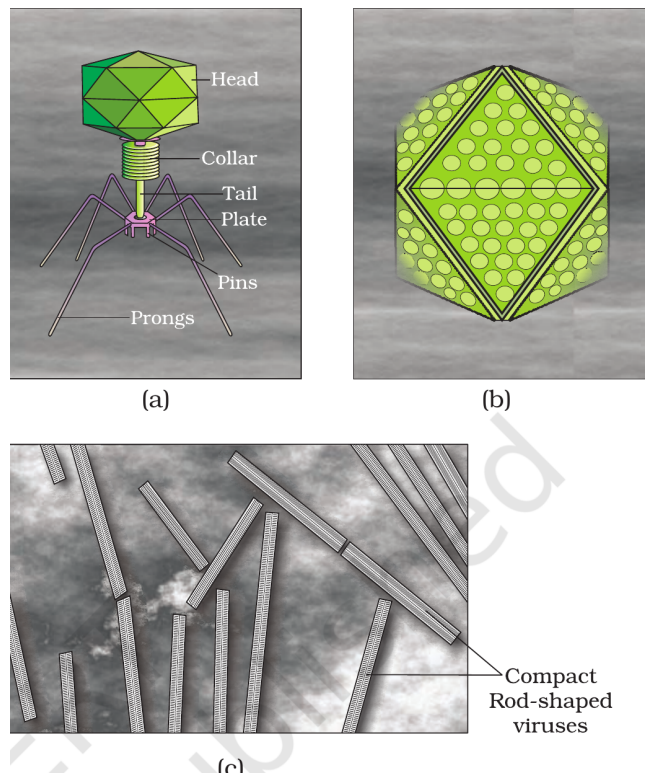 Head
Collar
Tail
Plate
Pins
Prongs
(a)
(b)
Compact
Rod-shaped
viruses
(c)